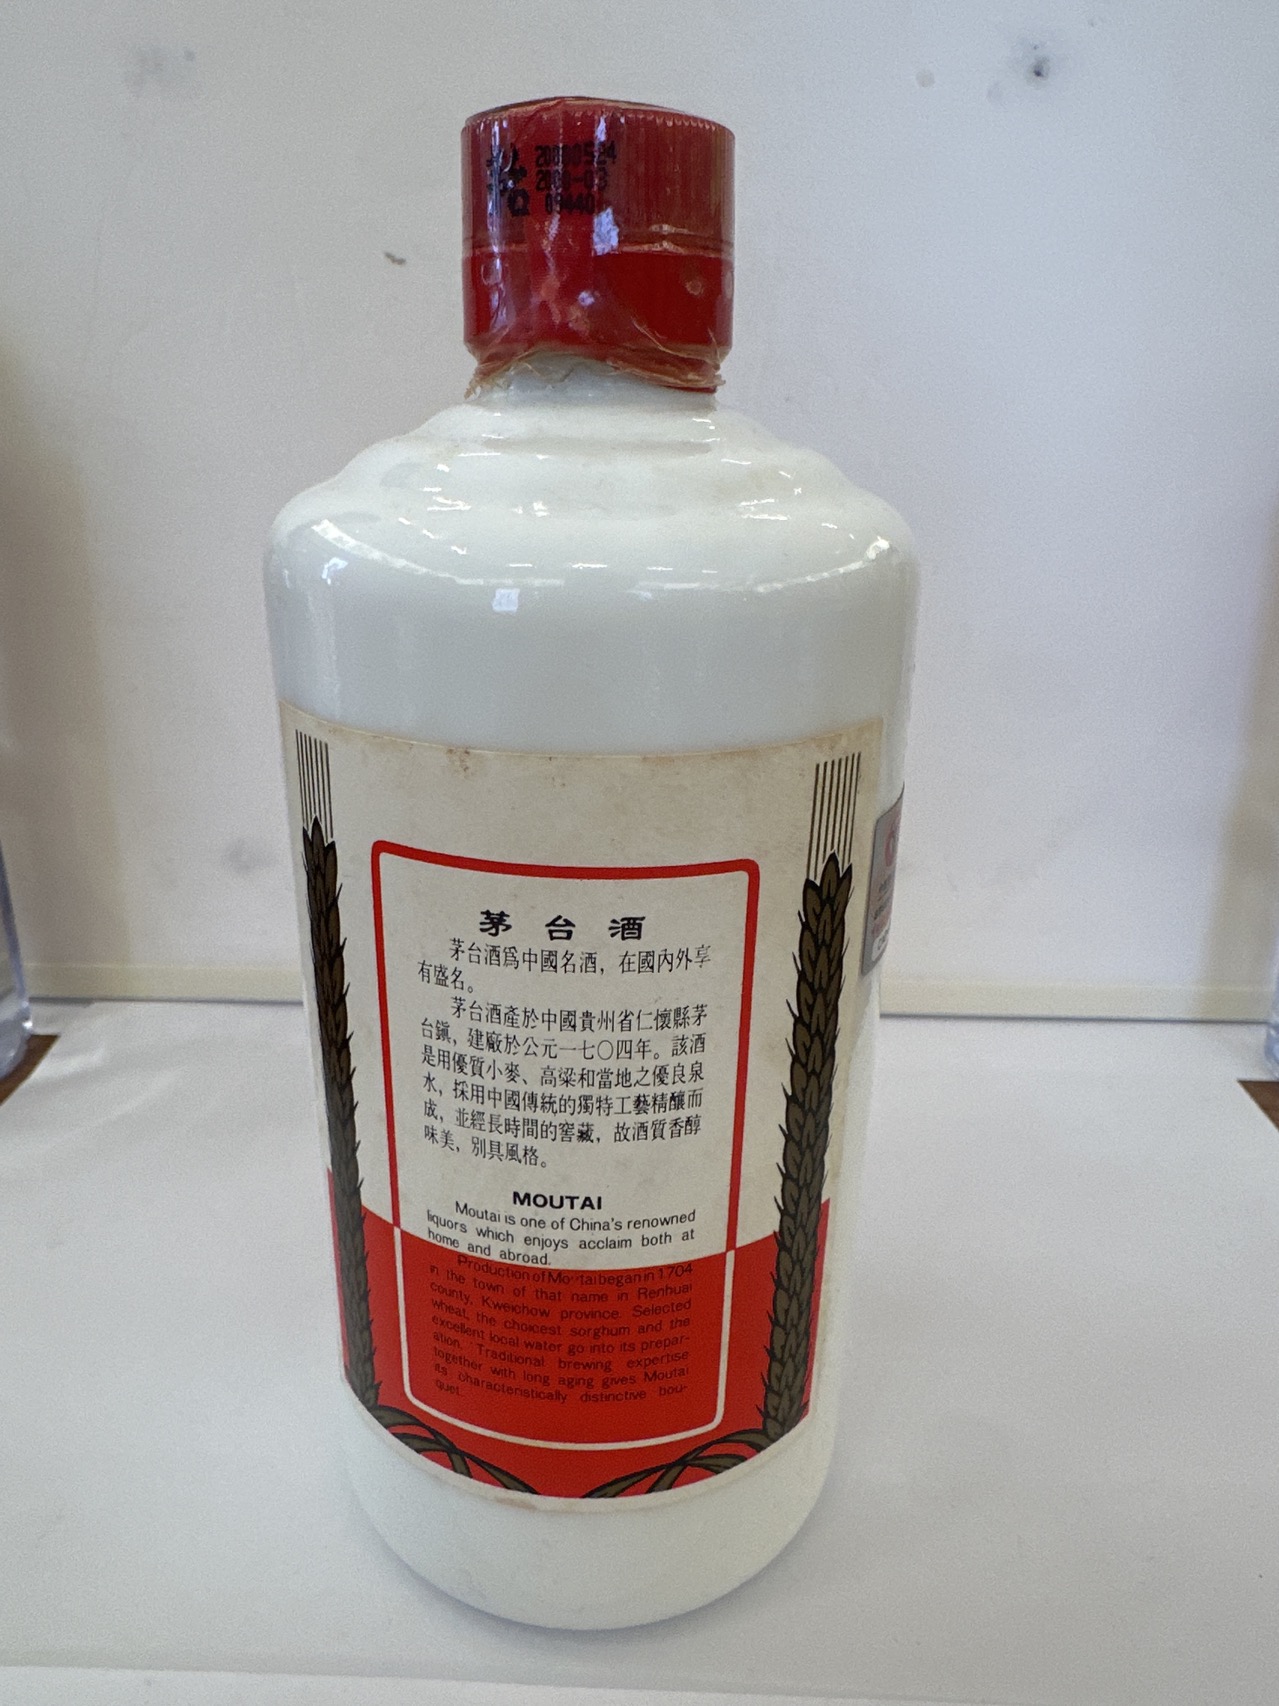 20000524
2000-03
09440
茅台酒
茅台酒爲中國名酒，在國內外享
有盛名。
茅台酒產於中國貴州省仁懷縣茅
台鎮，建廠於公元一七〇四年。該酒
是用優質小麥、高粱和當地之優良泉
水，採用中國傳統的獨特工藝精釀而
成，並經長時間的窖藏，故酒質香醇
味美，別具風格。
MOUTAI
Moutai is one of China's renowned
liquors which enjoys acclaim both at
home and abroad.
Production of Moutai began in 1704
in the town of that name in Renhuai
county, Kweichow province. Selected
wheat, the choicest sorghum and the
excellent local water go into its prepar-
ation. Traditional brewing expertise
together with long aging gives Moutai
its characteristically distinctive bou-
quet.